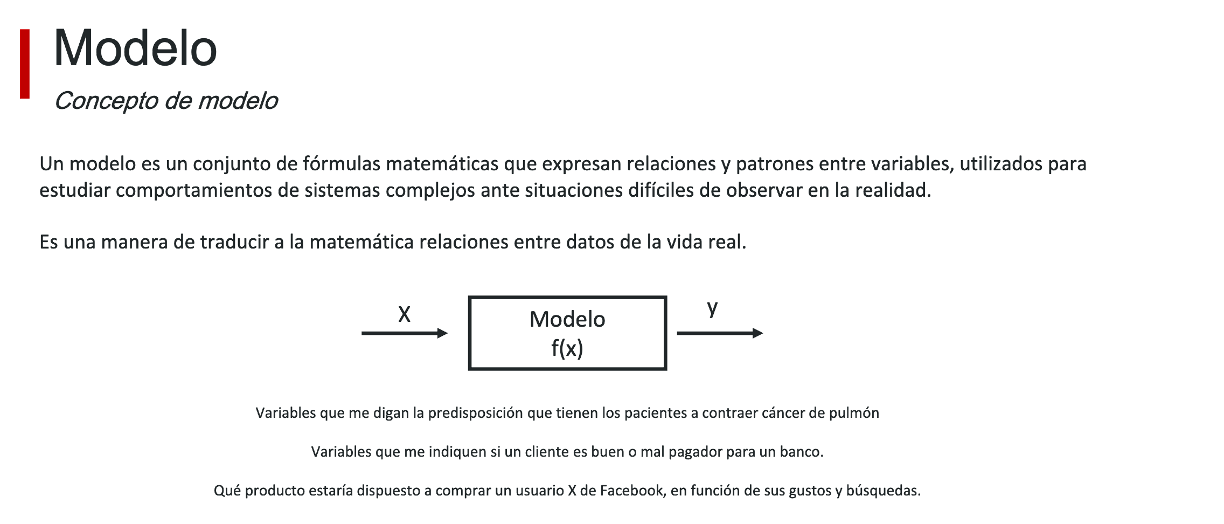 Modelo
Concepto de modelo
Un modelo es un conjunto de fórmulas matemáticas que expresan relaciones y patrones entre variables, utilizados para
estudiar comportamientos de sistemas complejos ante situaciones difíciles de observar en la realidad.
Es una manera de traducir a la matemática relaciones entre datos de la vida real.
X
Modelo
f(x)
y
Variables que me digan la predisposición que tienen los pacientes a contraer cáncer de pulmón
Variables que me indiquen si un cliente es buen o mal pagador para un banco.
Qué producto estaría dispuesto a comprar un usuario X de Facebook, en función de sus gustos y búsquedas.